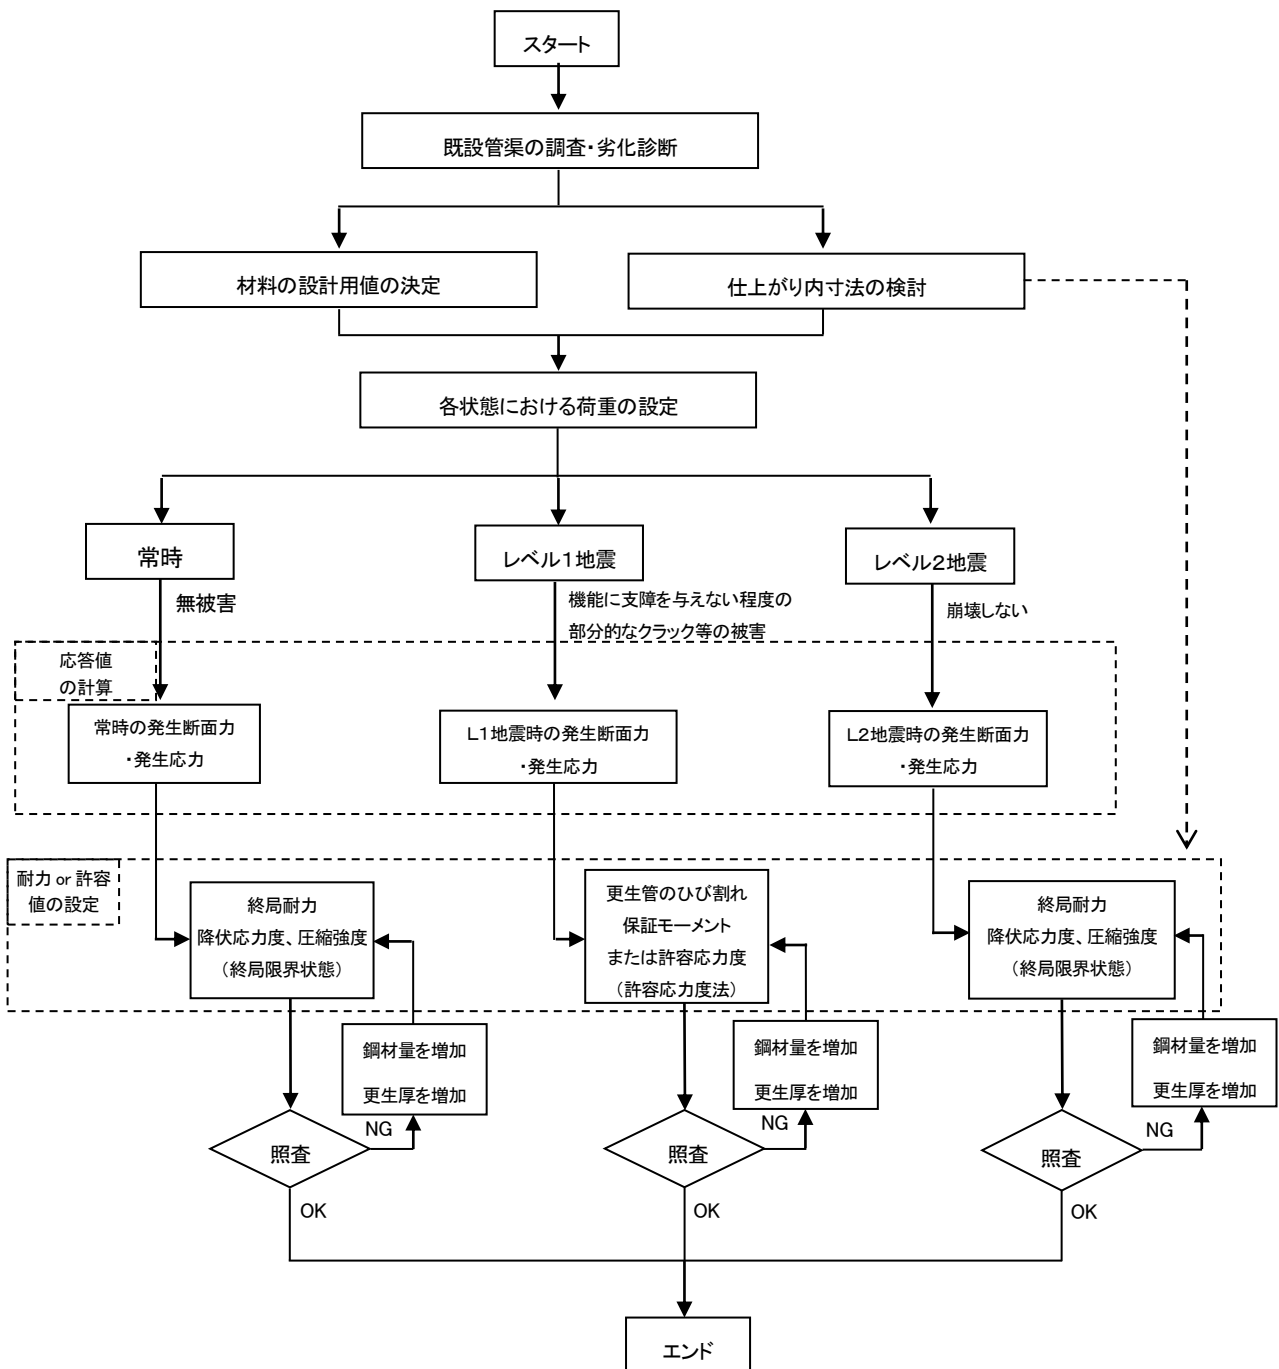 スタート
既設管渠の調査・劣化診断
材料の設計用値の決定
仕上がり内寸法の検討
各状態における荷重の設定
常時
レベル1地震
レベル2地震
無被害
機能に支障を与えない程度の
部分的なクラック等の被害
崩壊しない
応答値
の計算
常時の発生断面力
・発生応力
L1地震時の発生断面力
・発生応力
L2地震時の発生断面力
・発生応力
耐力 or 許容
値の設定
終局耐力
降伏応力度、圧縮強度
（終局限界状態）
更生管のひび割れ
保証モーメント
または許容応力度
（許容応力度法）
終局耐力
降伏応力度、圧縮強度
（終局限界状態）
鋼材量を増加
更生厚を増加
鋼材量を増加
更生厚を増加
鋼材量を増加
更生厚を増加
照査
NG
OK
照査
NG
OK
照査
NG
OK
エンド